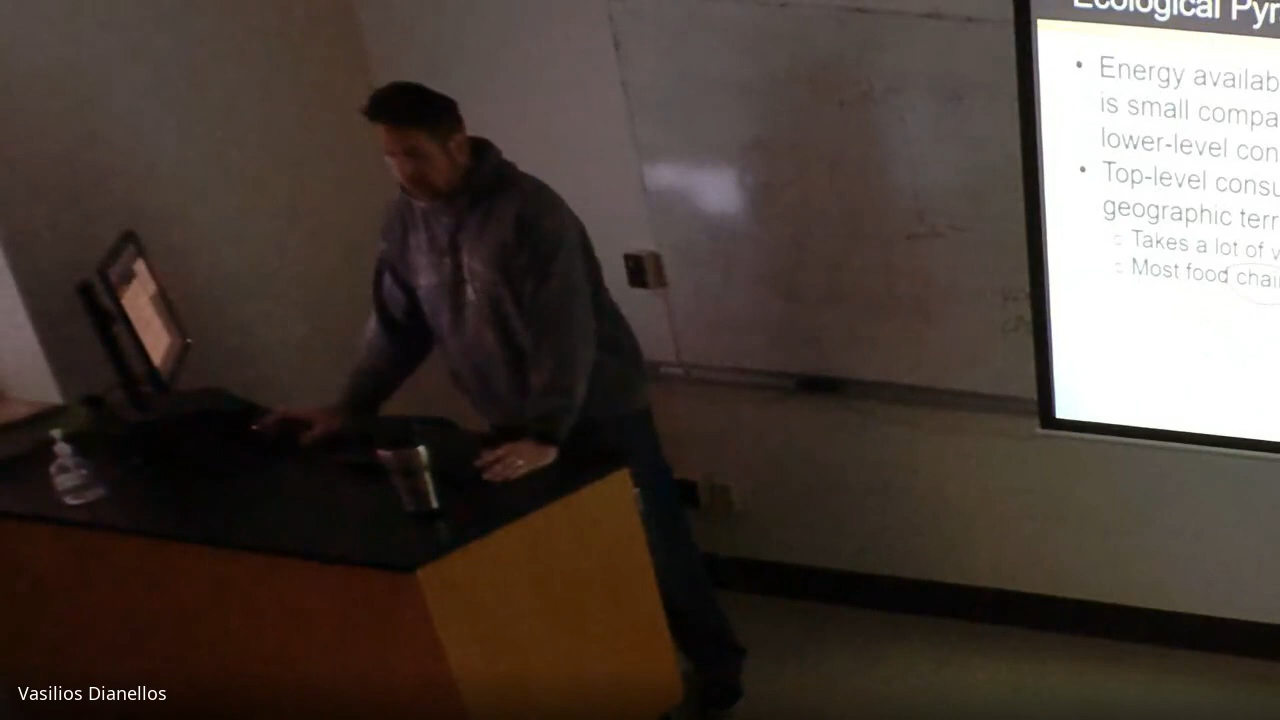 Ecological Pyr
Energy availab
is small compa
lower-level con
Top-level consu
geographic terr
Takes a lot of v
Most food chai
Vasilios Dianellos